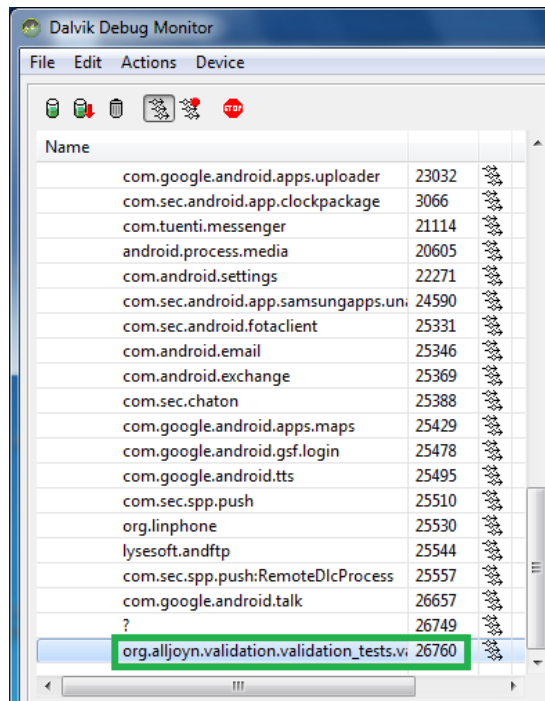 Dalvik Debug Monitor
File Edit Actions Device
STOP
Name
com.google.android.apps.uploader 23032
com.sec.android.app.clockpackage 3066
com.tuenti.messenger 21114
android.process.media 20605
com.android.settings 22271
com.sec.android.app.samsungapps.una 24590
com.sec.android.fotaclient 25331
com.android.email 25346
com.android.exchange 25369
com.sec.chaton 25388
com.google.android.apps.maps 25429
com.google.android.gsf.login 25478
com.google.android.tts 25495
com.sec.spp.push 25510
org.linphone 25530
lysesoft.andftp 25544
com.sec.spp.push:RemoteDlcProcess 25557
com.google.android.talk 26657
? 26749
org.alljoyn.validation.validation_tests.va 26760